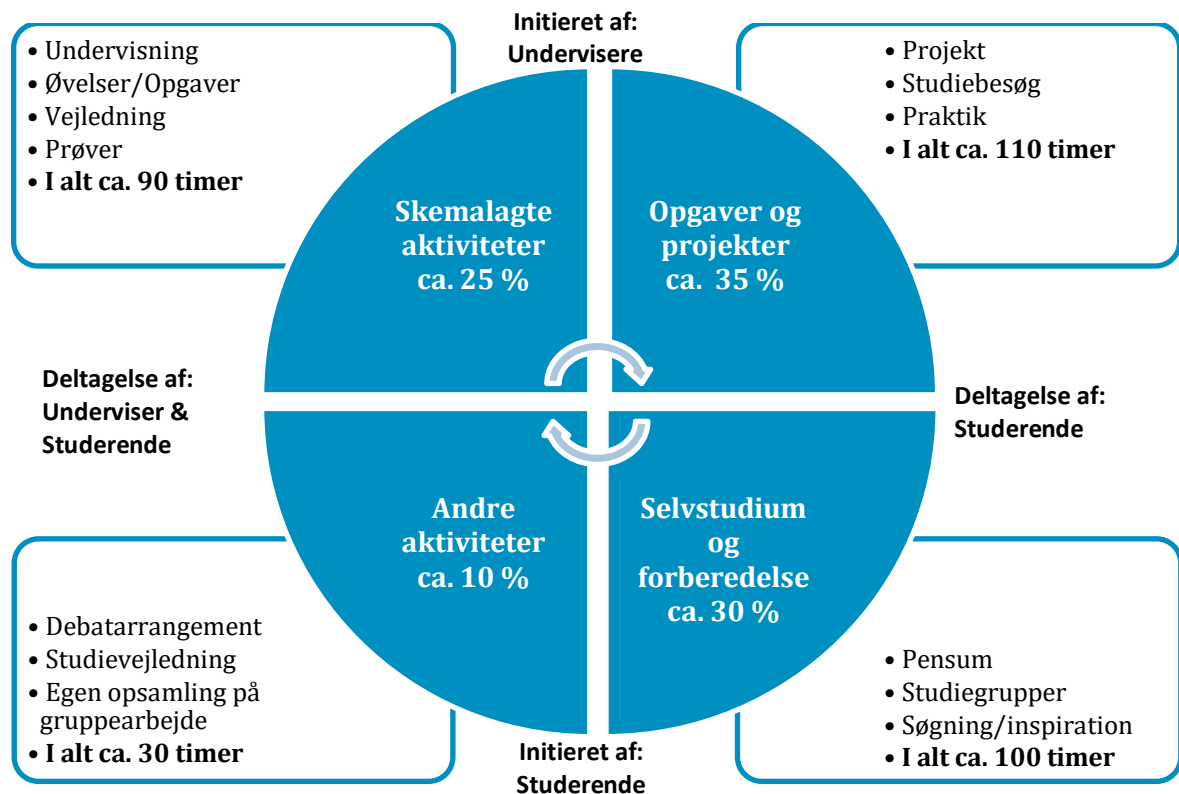 Initieret af:
Undervisere
• Undervisning
• Øvelser/Opgaver
• Vejledning
• Prøver
• I alt ca. 90 timer
• Projekt
• Studiebesøg
• Praktik
• I alt ca. 110 timer
Skemalagte
aktiviteter
ca. 25 %
Opgaver og
projekter
ca. 35 %
Deltagelse af:
Underviser &
Studerende
Deltagelse af:
Studerende
Andre
aktiviteter
ca. 10 %
Selvstudium
og
forberedelse
ca. 30 %
• Debatarrangement
• Studievejledning
• Egen opsamling på
gruppearbejde
• I alt ca. 30 timer
• Pensum
• Studiegrupper
• Søgning/inspiration
• I alt ca. 100 timer
Initieret af:
Studerende